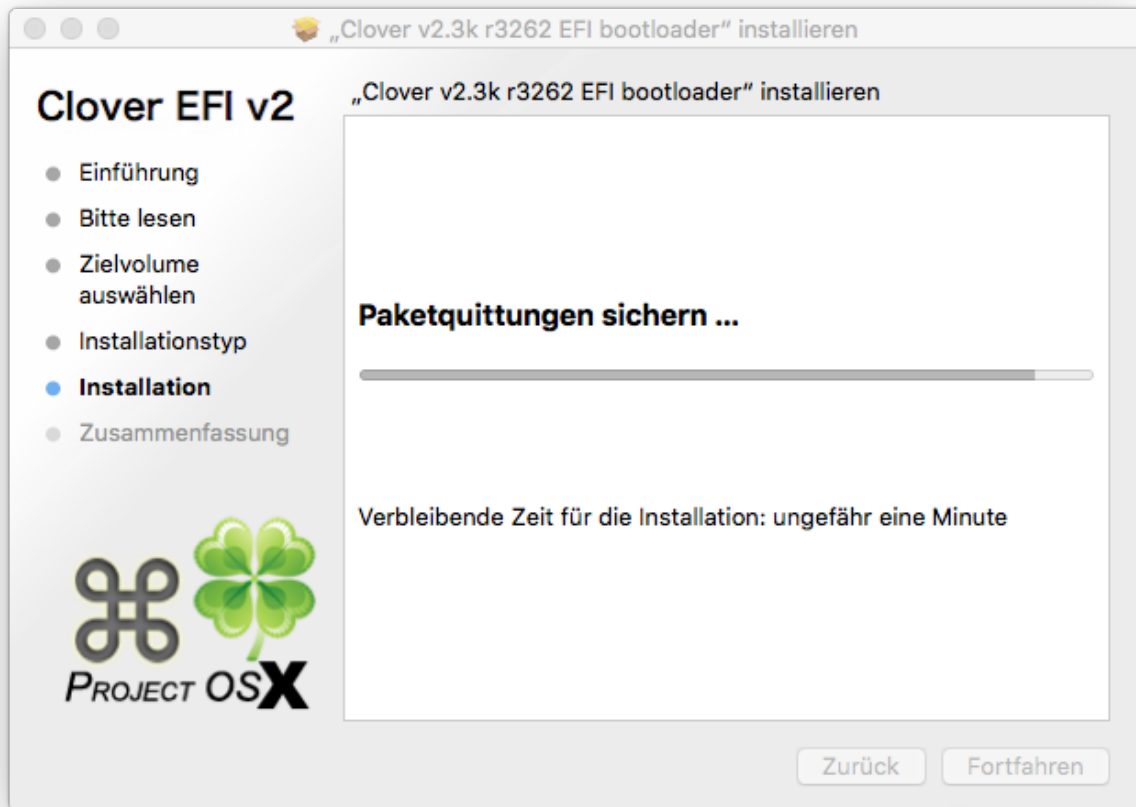 „Clover v2.3k r3262 EFI bootloader“ installieren
Clover EFI v2
Einführung
Bitte lesen
Zielvolume
auswählen
Installationstyp
Installation
Zusammenfassung
PROJECT OSX
„Clover v2.3k r3262 EFI bootloader“ installieren
Paketquittungen sichern ...
Verbleibende Zeit für die Installation: ungefähr eine Minute
Zurück
Fortfahren